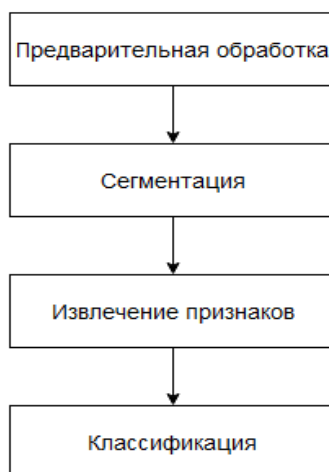 Предварительная обработка
Сегментация
Извлечение признаков
Классификация